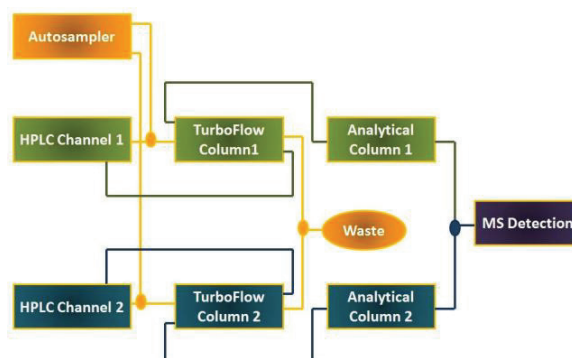 Autosampler
HPLC Channel 1
TurboFlow
Column1
Analytical
Column 1
MS Detection
Waste
HPLC Channel 2
TurboFlow
Column 2
Analytical
Column 2